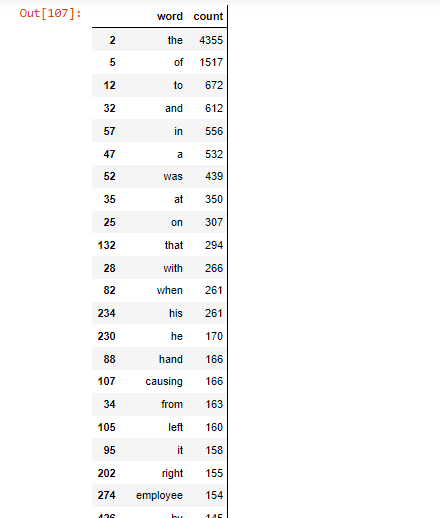 Out[107]:
word count
2 the 4355
5 of 1517
12 to 672
32 and 612
57 in 556
47 a 532
52 was 439
35 at 350
25 on 307
132 that 294
28 with 266
82 when 261
234 his 261
230 he 170
88 hand 166
107 causing 166
34 from 163
105 left 160
95 it 158
202 right 155
274 employee 154